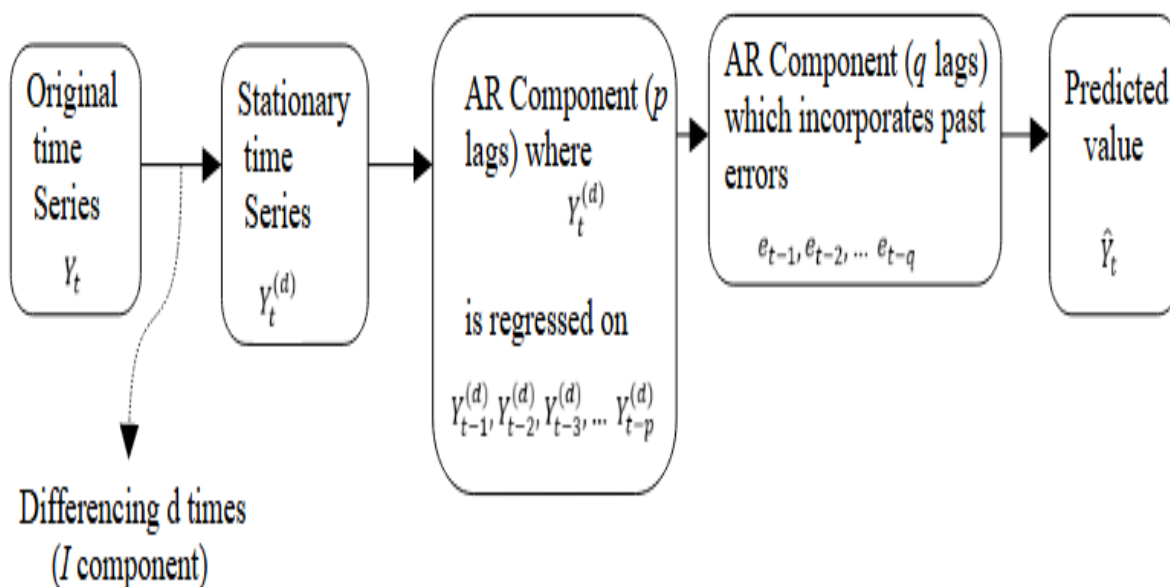 Original
time
Series
Y_t
Stationary
time
Series
Y_t^{(d)}
AR Component (p
lags) where
Y_t^{(d)}
is regressed on
Y_{t-1}^{(d)}, Y_{t-2}^{(d)}, Y_{t-3}^{(d)}, ... Y_{t-p}^{(d)}
AR Component (q lags)
which incorporates past
errors
e_{t-1}, e_{t-2}, ... e_{t-q}
Predicted
value
Ŷ_t
Differencing d times
(I component)